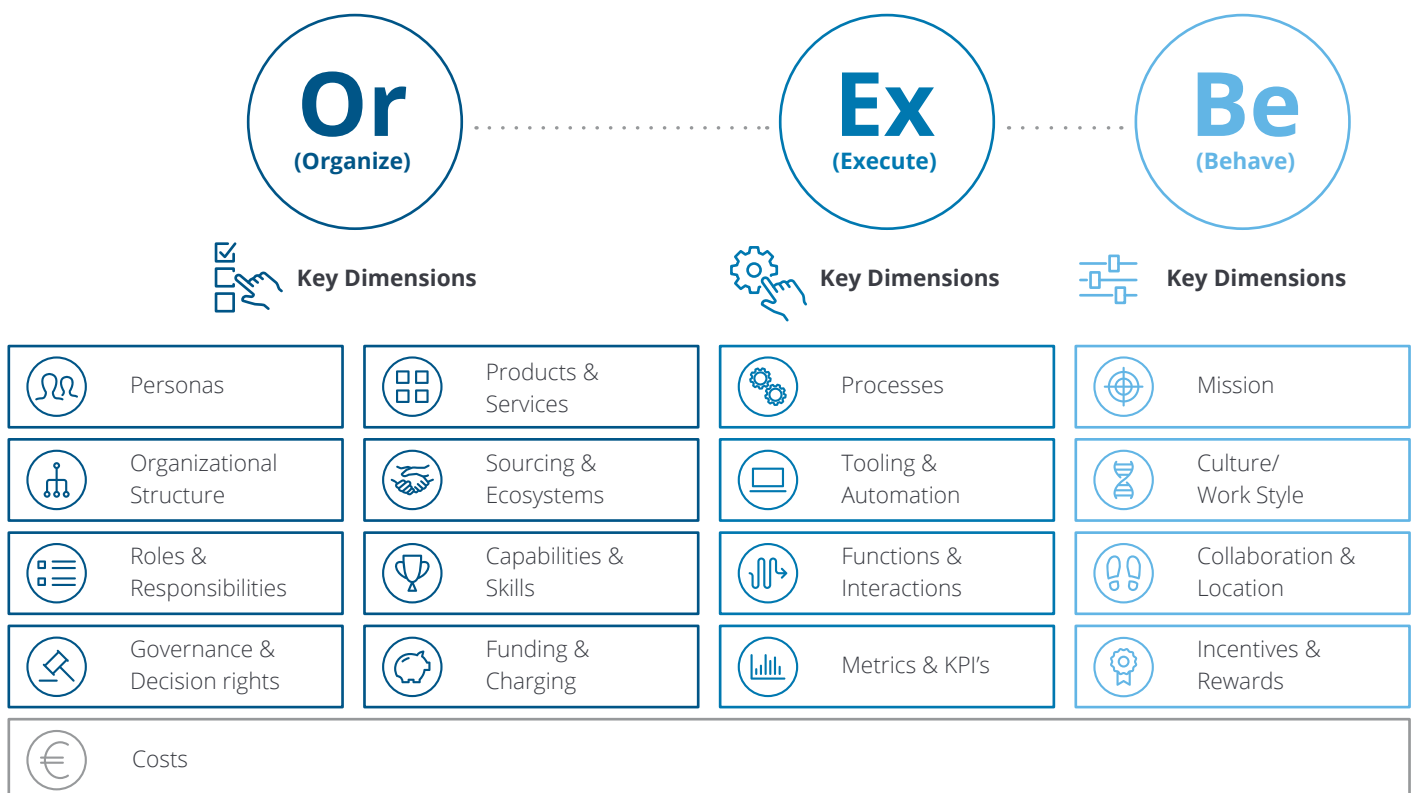 Or
(Organize)
Ex
(Execute)
Be
(Behave)
Key Dimensions
Key Dimensions
Key Dimensions
Personas
Products &
Services
Processes
Mission
Organizational
Structure
Sourcing &
Ecosystems
Tooling &
Automation
Culture/
Work Style
Roles &
Responsibilities
Capabilities &
Skills
Functions &
Interactions
Collaboration &
Location
Governance &
Decision rights
Funding &
Charging
Metrics & KPI’s
Incentives &
Rewards
€
Costs